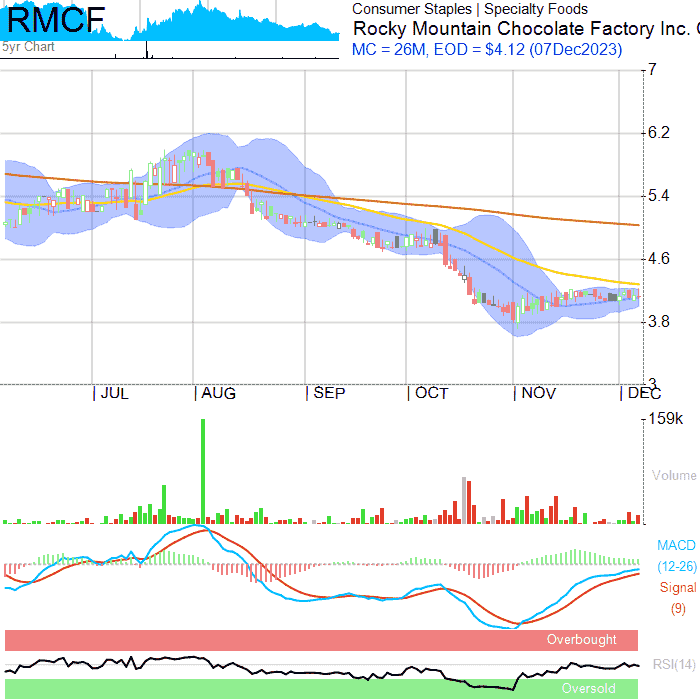 RMCF
5yr Chart
Consumer Staples | Specialty Foods
Rocky Mountain Chocolate Factory Inc.
MC = 26M, EOD = $4.12 (07Dec2023)
7
6.2
5.4
4.6
3.8
3
JUL AUG SEP OCT NOV DEC
159k
Volume
MACD
(12-26)
Signal
(9)
Overbought
RSI(14)
Oversold